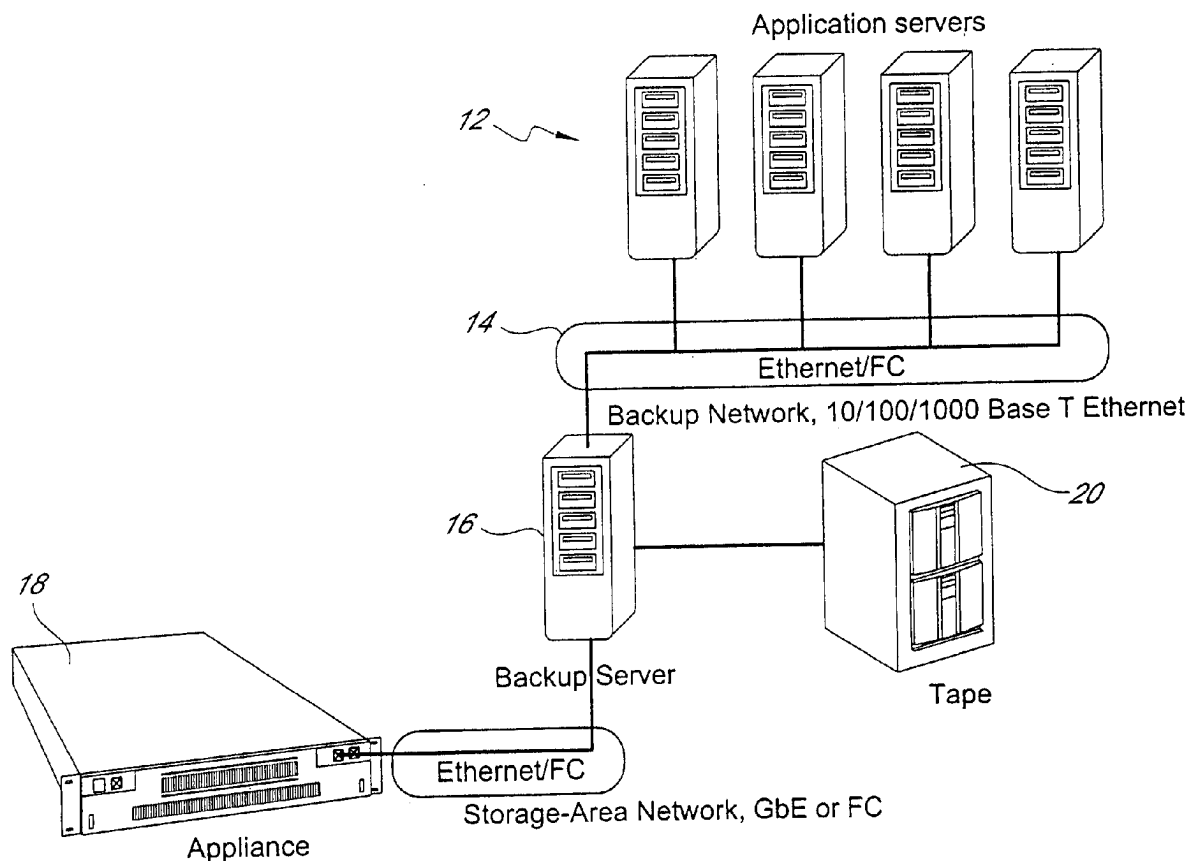 Application servers
12
14
Ethernet/FC
Backup Network, 10/100/1000 Base T Ethernet
16
20
18
Backup Server
Tape
Ethernet/FC
Storage-Area Network, GbE or FC
Appliance